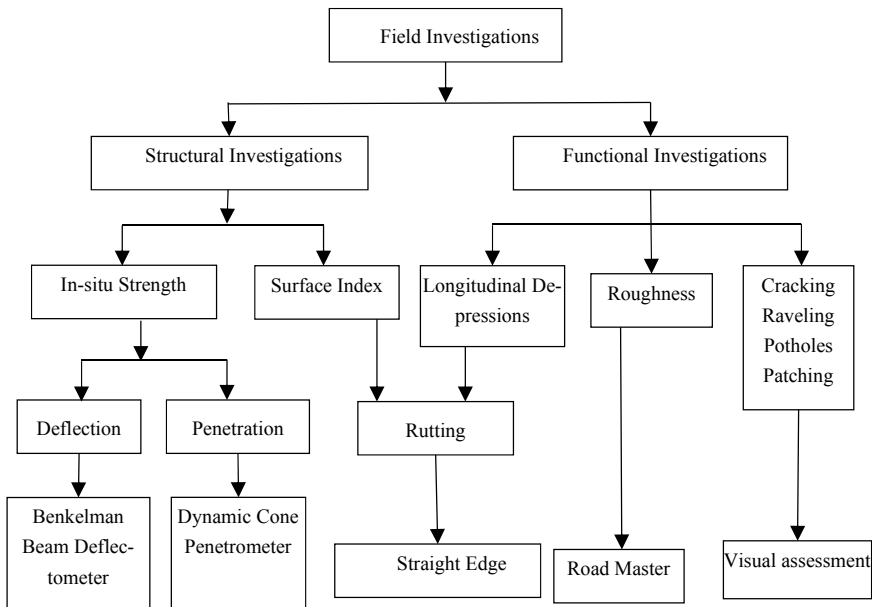 Field Investigations
Structural Investigations
Functional Investigations
In-situ Strength
Surface Index
Longitudinal De-
pressions
Roughness
Cracking
Raveling
Potholes
Patching
Deflection
Penetration
Rutting
Benkelman
Beam Deflec-
tometer
Dynamic Cone
Penetrometer
Straight Edge
Road Master
Visual assessment